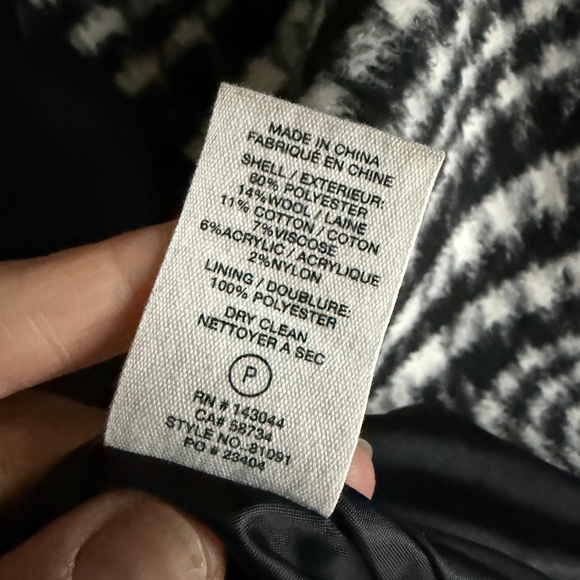 MADE IN CHINA
FABRIQUÉ EN CHINE
SHELL / EXTERIEUR:
60% POLYESTER
14%WOOL / LAINE
11% COTTON / COTON
7%VISCOSE
6%ACRYLIC / ACRYLIQUE
2%NYLON
LINING / DOUBLURE:
100% POLYESTER
DRY CLEAN
NETTOYER A SEC
P
RN # 143044
CA# 58734
STYLE NO.:81091
PO # 23404